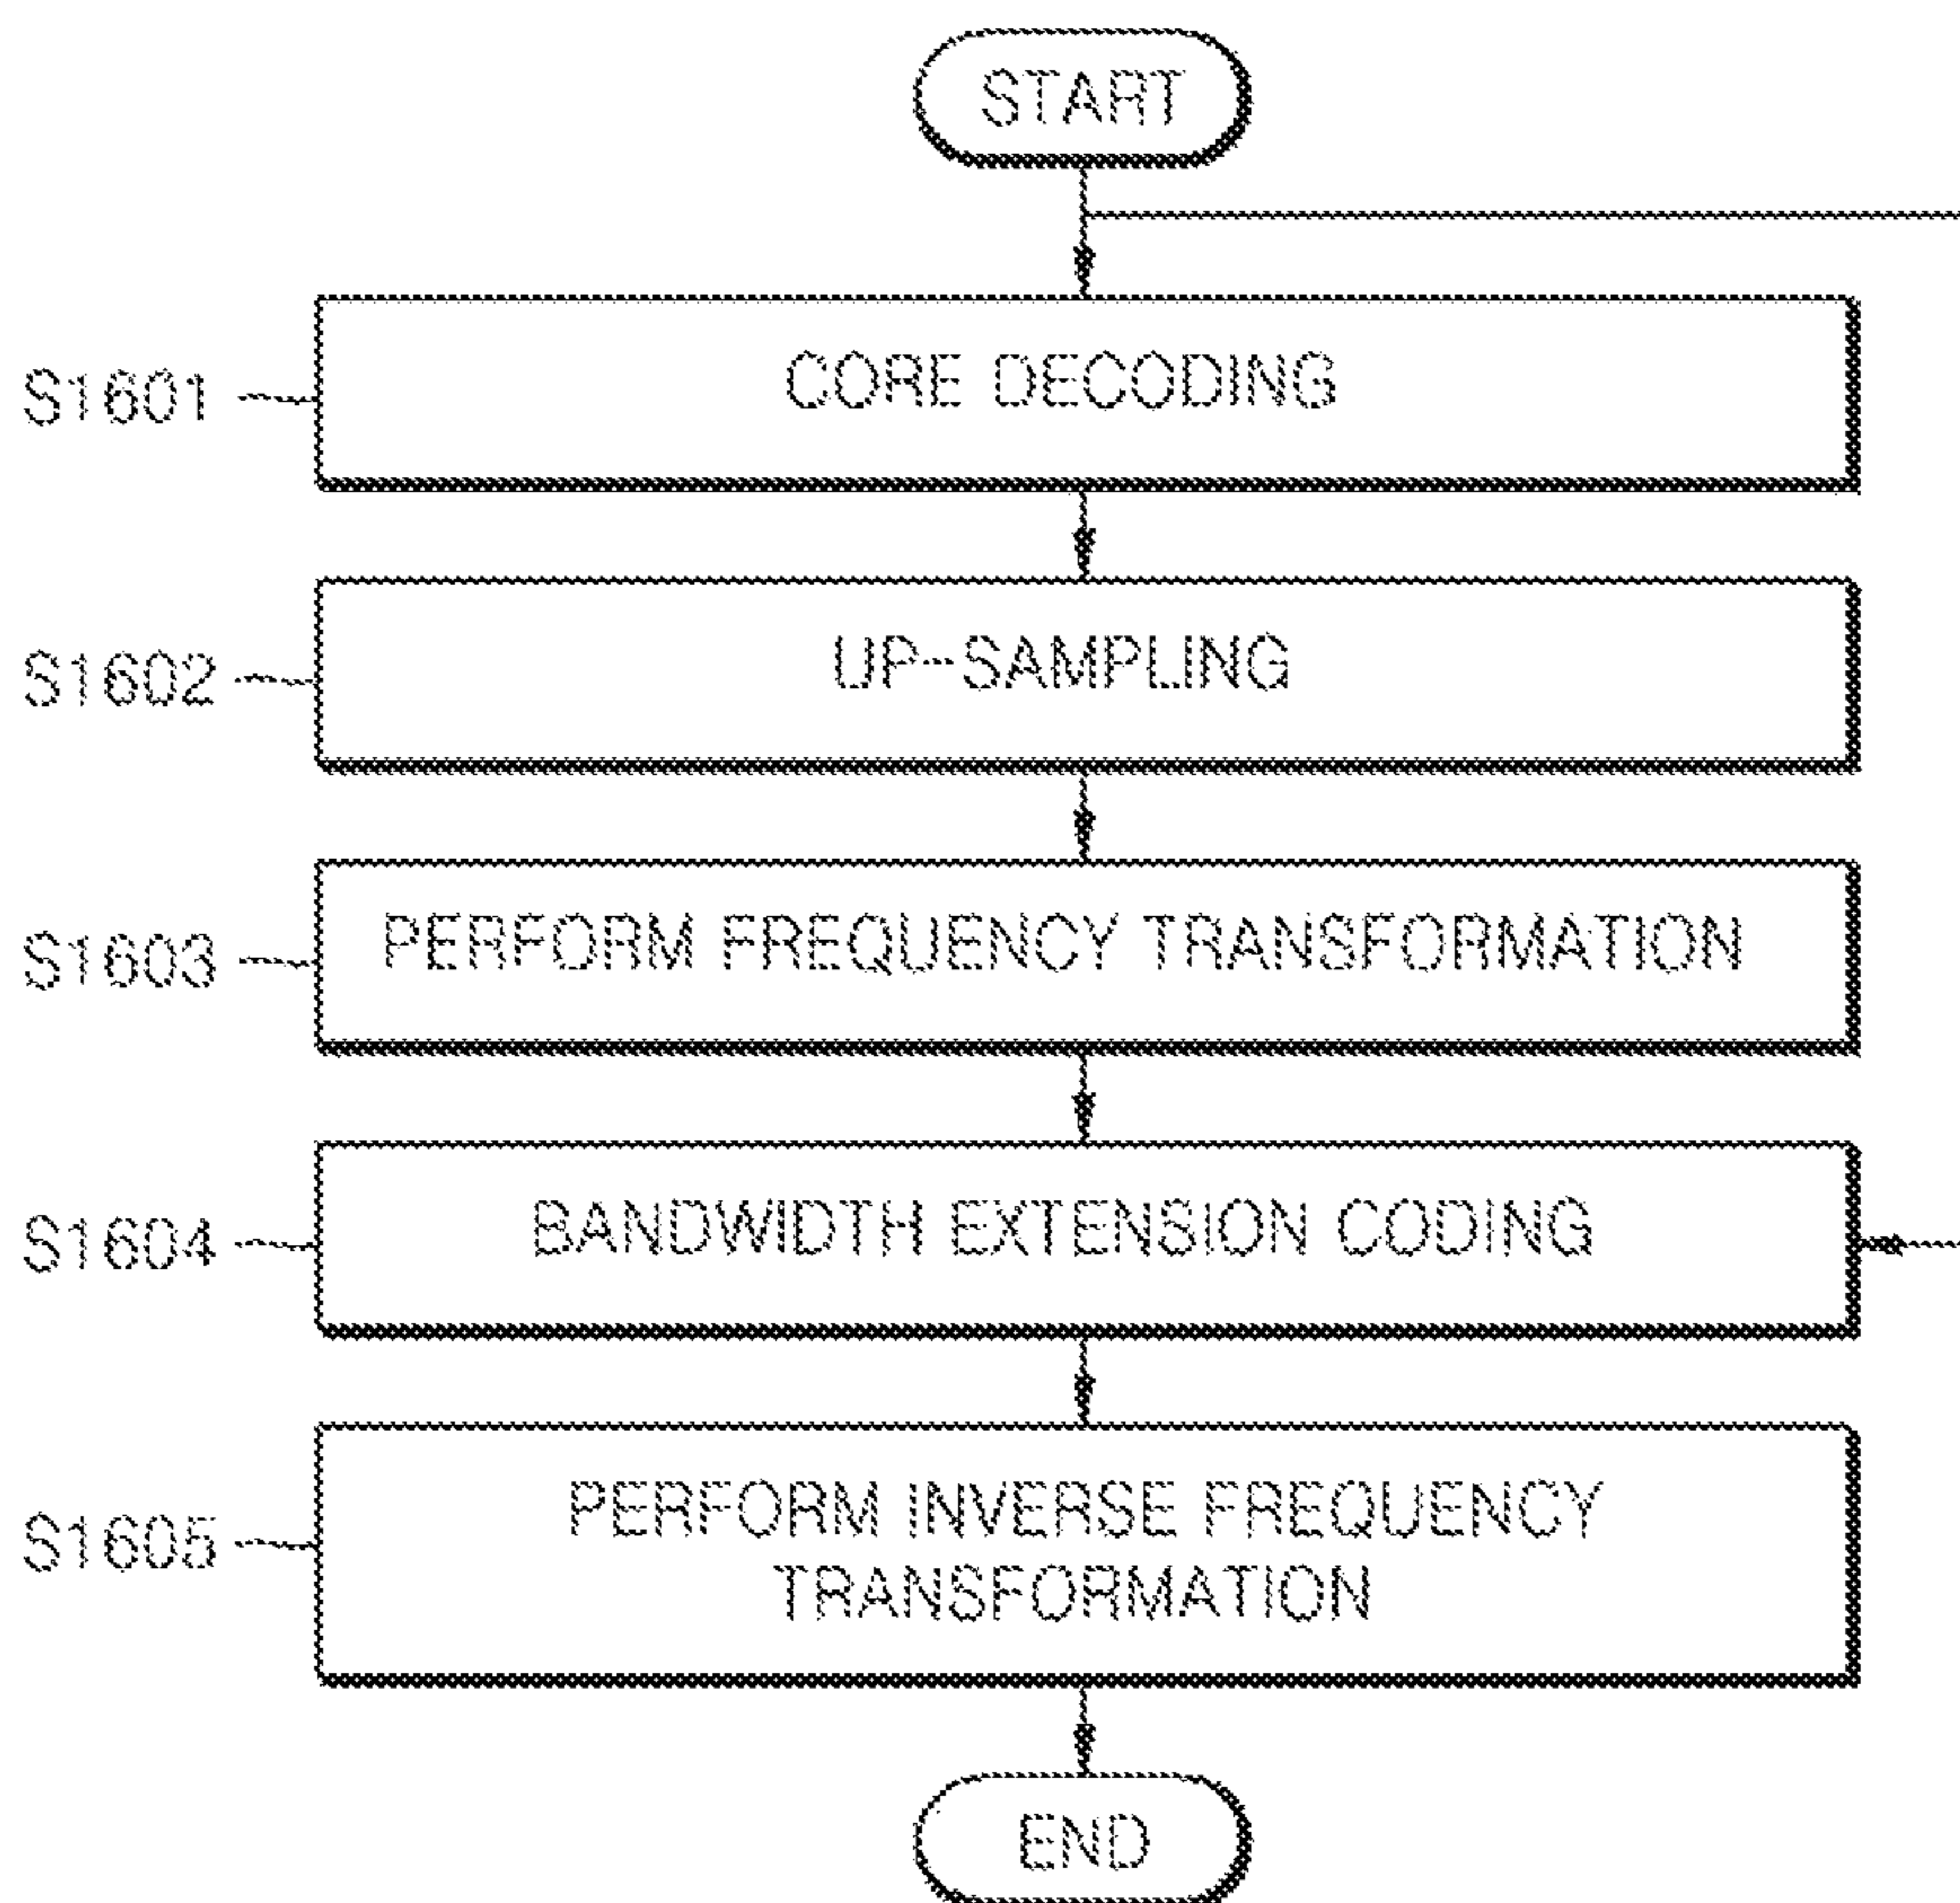 START
S1601
CORE DECODING
S1602
UP-SAMPLING
S1603
PERFORM FREQUENCY TRANSFORMATION
S1604
BANDWIDTH EXTENSION CODING
S1605
PERFORM INVERSE FREQUENCY
TRANSFORMATION
END